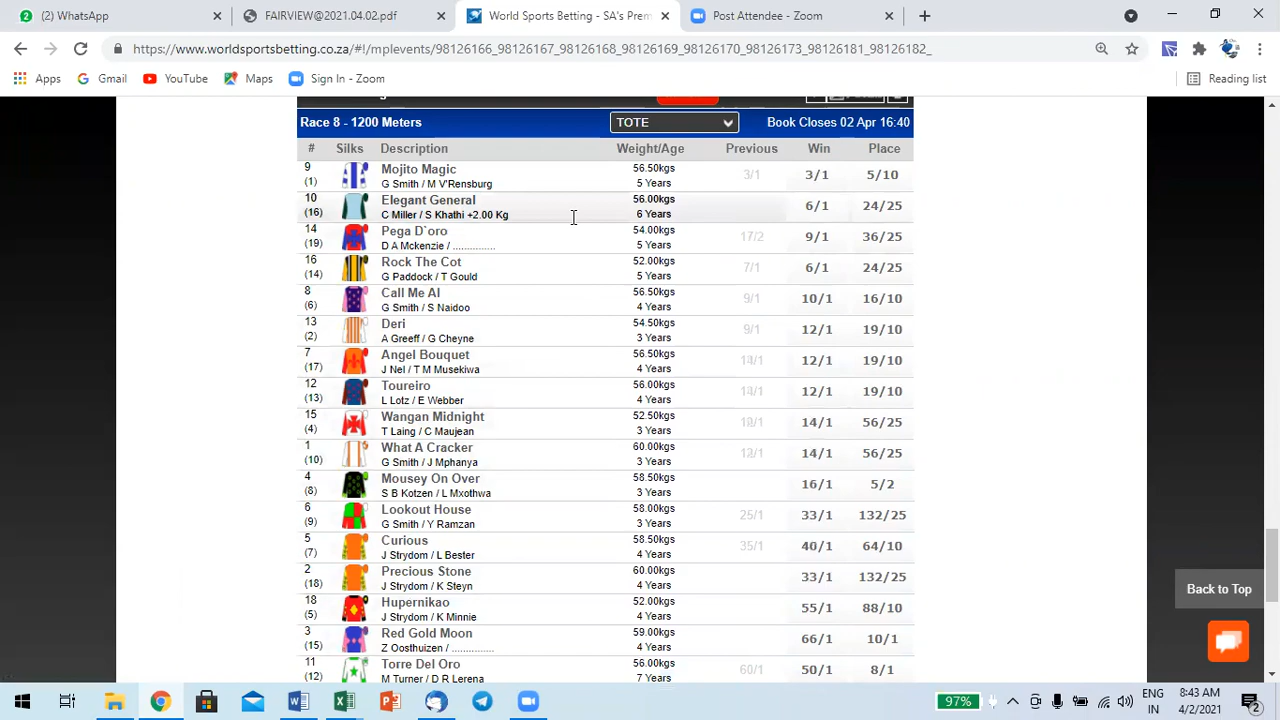 (2) WhatsApp
FAIRVIEW@2021.04.02.pdf
World Sports Betting - SA's Prem
Post Attendee - Zoom
https://www.worldsportsbetting.co.za/#!/mplevents/98126166_98126167_98126168_98126169_98126170_98126173_98126181_98126182_
Apps
Gmail
YouTube
Maps
Sign In - Zoom
Reading list
Race 8 - 1200 Meters TOTE Book Closes 02 Apr 16:40
# Silks Description Weight/Age Previous Win Place
9 Mojito Magic 56.50kgs 3/1 3/1 5/10
(1) G Smith / M V'Rensburg 5 Years
10 Elegant General 56.00kgs 6/1 24/25
(16) C Miller / S Khathi +2.00 Kg 6 Years
14 Pega D`oro 54.00kgs 17/2 9/1 36/25
(19) D A Mckenzie / .............. 5 Years
16 Rock The Cot 52.00kgs 7/1 6/1 24/25
(14) G Paddock / T Gould 5 Years
8 Call Me Al 56.50kgs 9/1 10/1 16/10
(6) G Smith / S Naidoo 4 Years
13 Deri 54.50kgs 9/1 12/1 19/10
(2) A Greeff / G Cheyne 3 Years
7 Angel Bouquet 56.50kgs 12/1 19/10
(17) J Nel / T M Musekiwa 4 Years
12 Toureiro 56.00kgs 12/1 19/10
(13) L Lotz / E Webber 4 Years
15 Wangan Midnight 52.50kgs 14/1 56/25
(4) T Laing / C Maujean 4 Years
1 What A Cracker 60.00kgs 14/1 56/25
(10) G Smith / J Mphanya 3 Years
4 Mousey On Over 58.50kgs 16/1 5/2
(8) S B Kotzen / L Mxothwa 3 Years
6 Lookout House 58.00kgs 25/1 33/1 132/25
(9) G Smith / Y Ramzan 3 Years
5 Curious 58.50kgs 35/1 40/1 64/10
(7) J Strydom / L Bester 4 Years
2 Precious Stone 60.00kgs 33/1 132/25
(18) J Strydom / K Steyn 4 Years
18 Hupernikao 52.00kgs 55/1 88/10
(5) J Strydom / K Minnie 4 Years
3 Red Gold Moon 59.00kgs 66/1 10/1
(15) Z Oosthuizen / .............. 4 Years
11 Torre Del Oro 56.00kgs 60/1 50/1 8/1
(12) M Turner / D R Lerena 7 Years
Back to Top
97%
ENG
IN
8:43 AM
4/2/2021
2